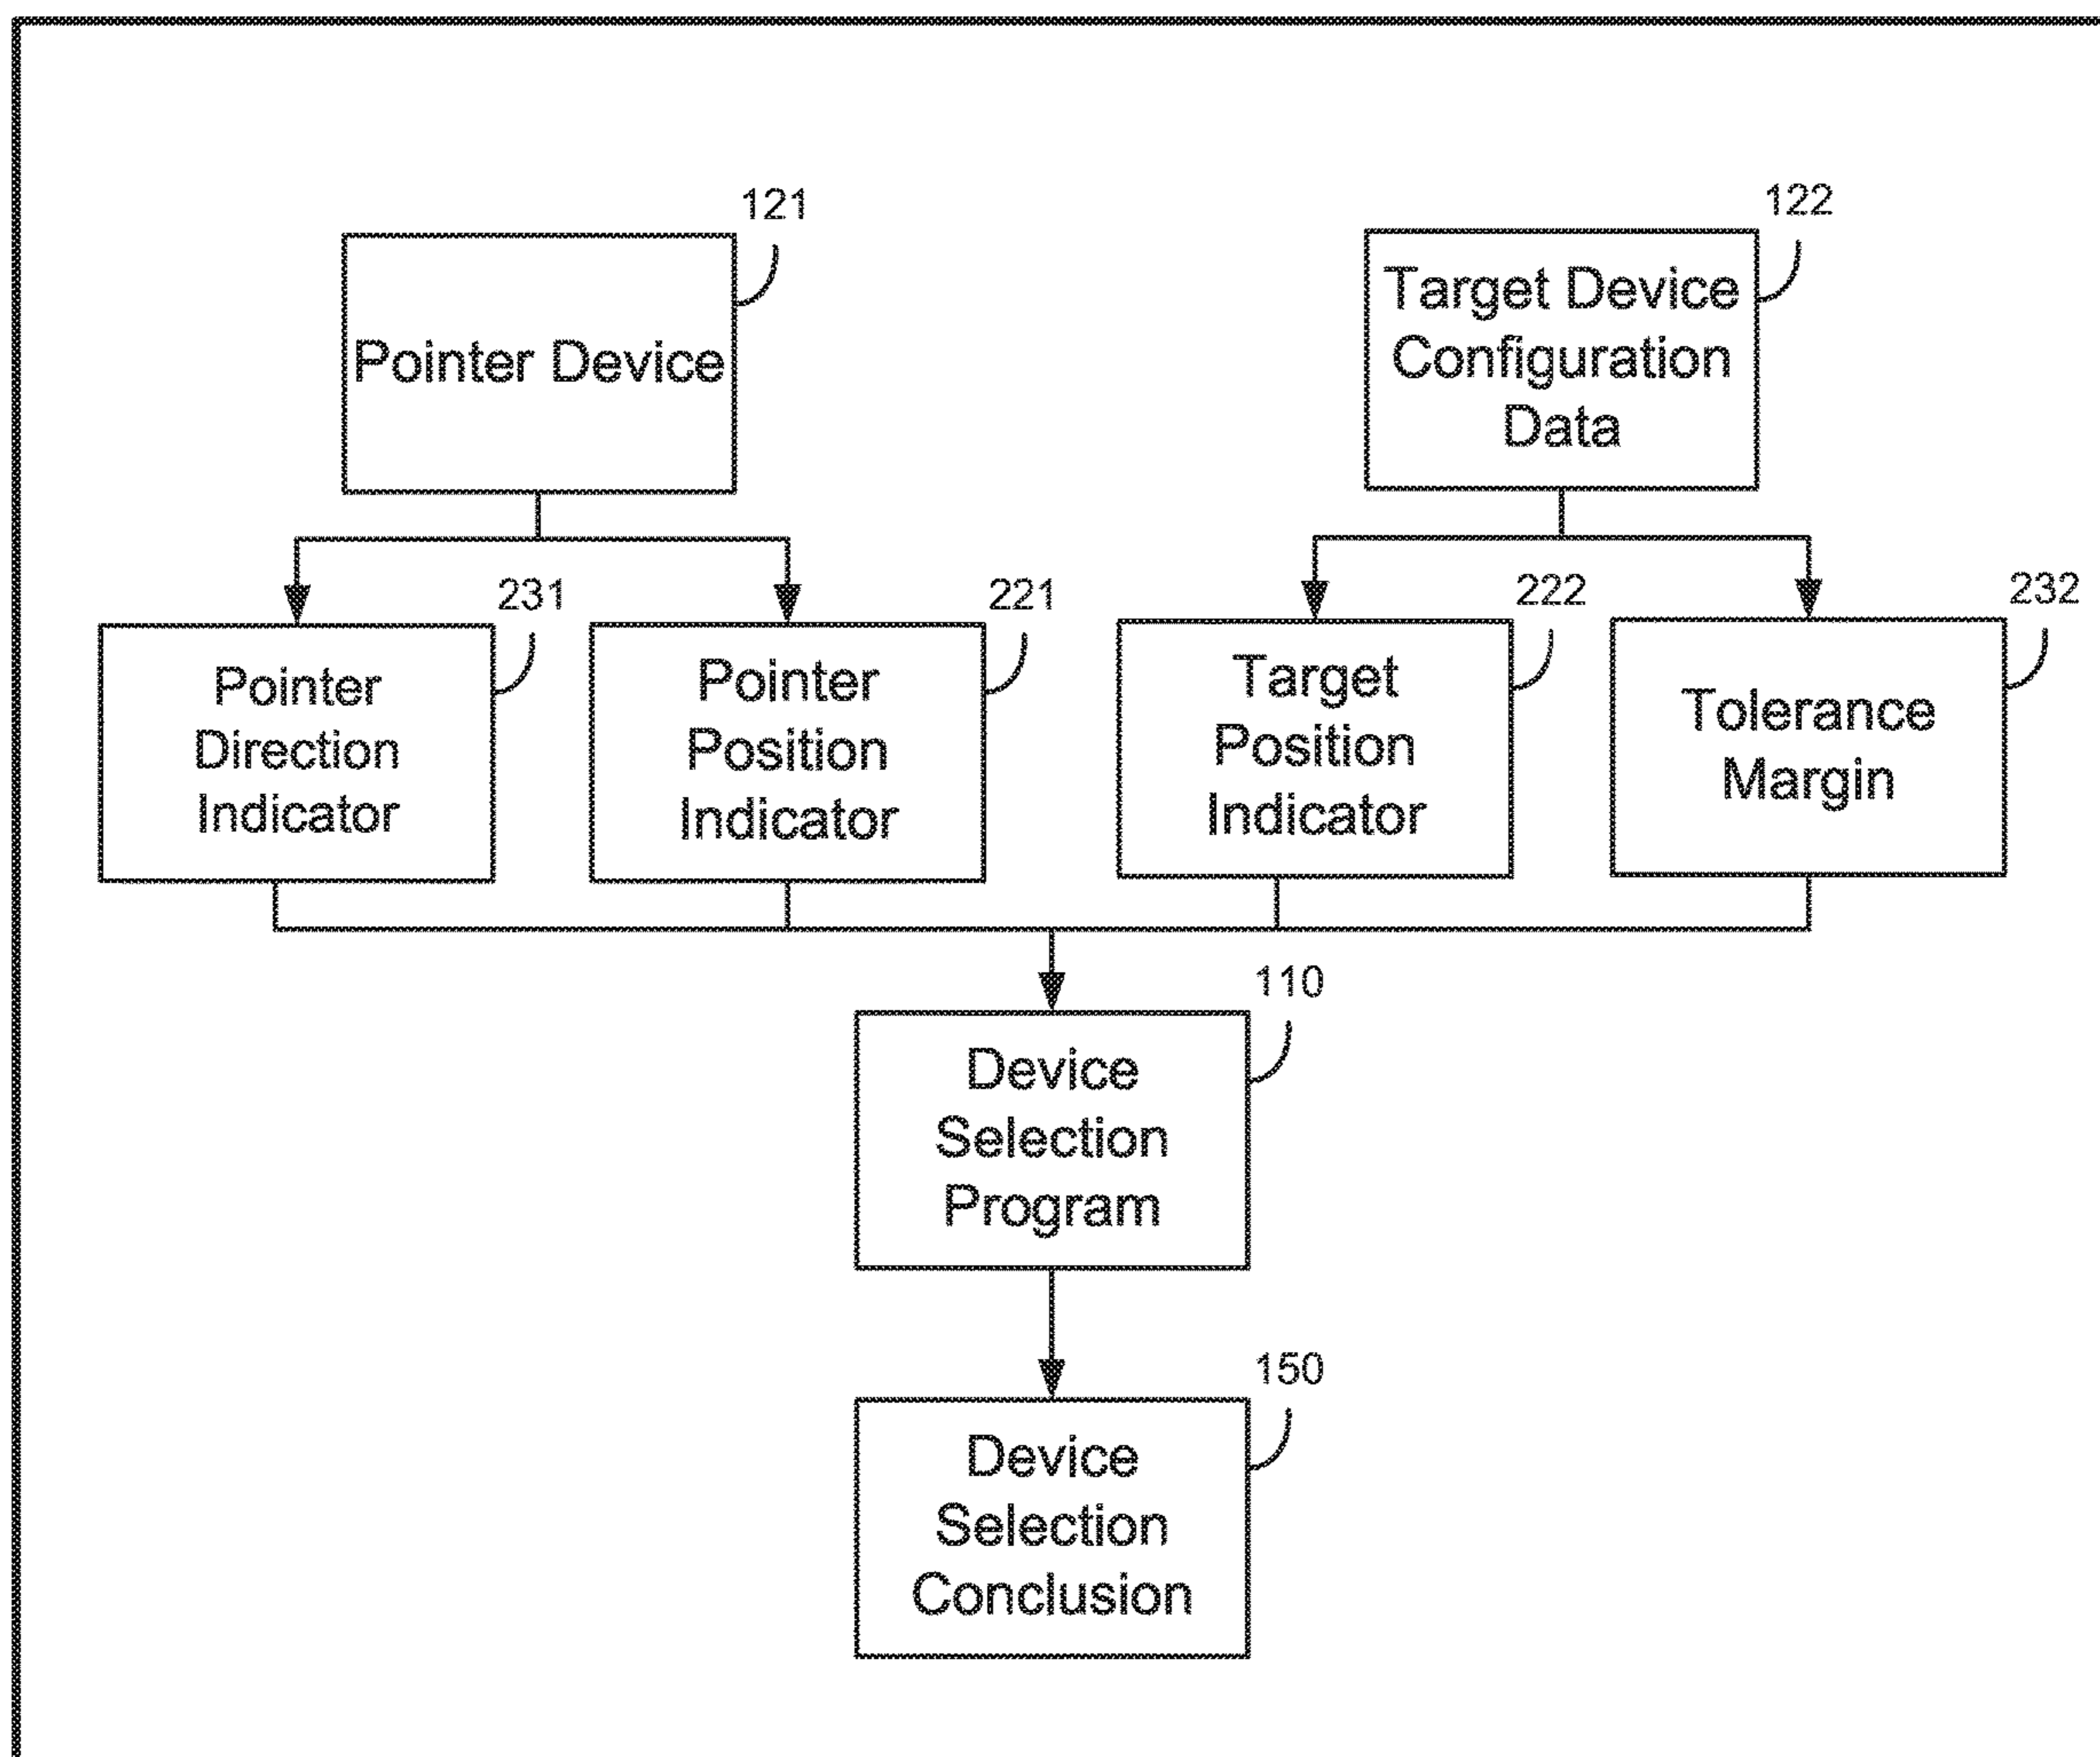 121
Pointer Device
122
Target Device
Configuration
Data
231
Pointer
Direction
Indicator
221
Pointer
Position
Indicator
222
Target
Position
Indicator
232
Tolerance
Margin
110
Device
Selection
Program
150
Device
Selection
Conclusion